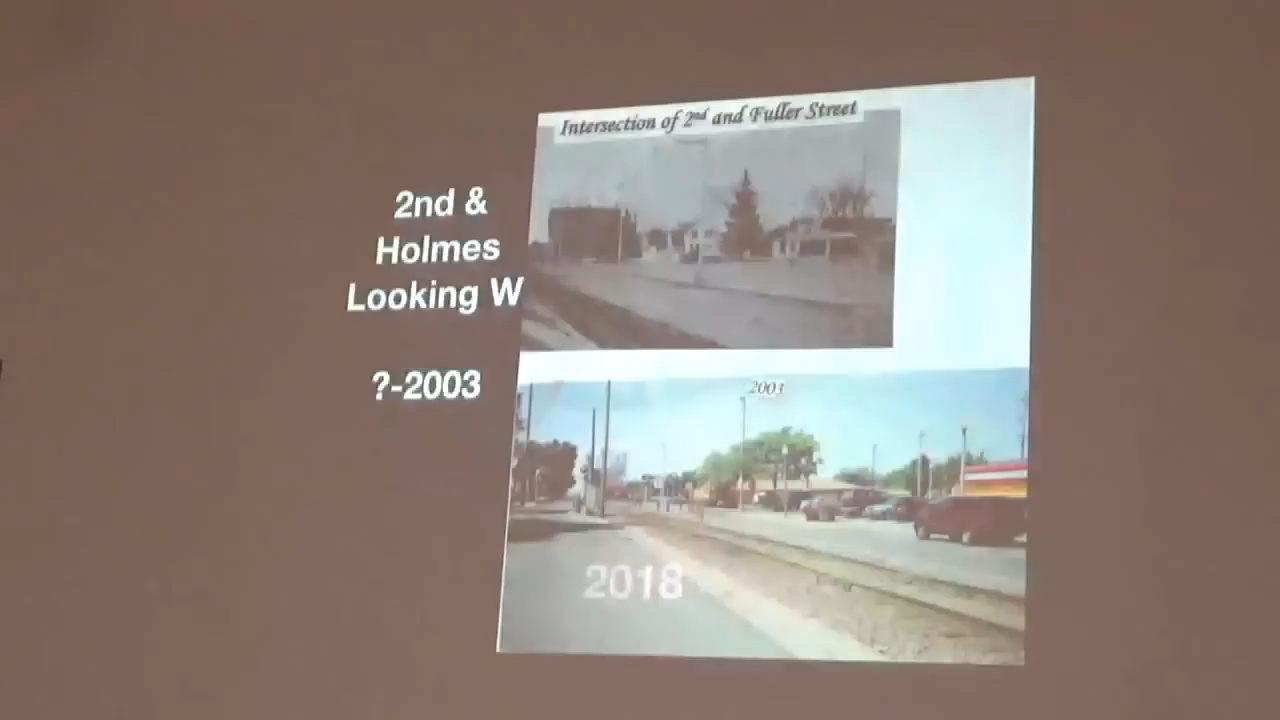 Intersection of 2nd and Fuller Street
2nd &
Holmes
Looking W
?-2003
2003
2018